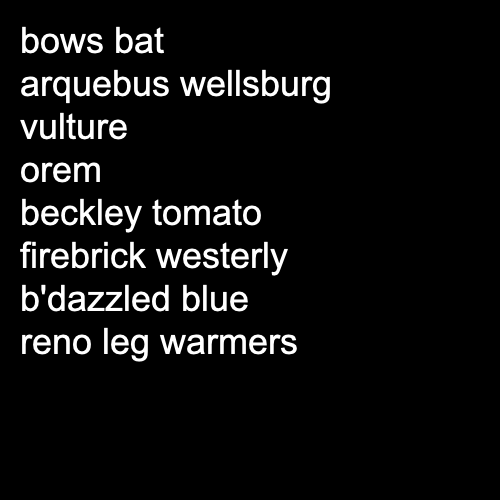 bows bat
arquebus wellsburg
vulture
orem
beckley tomato
firebrick westerly
b'dazzled blue
reno leg warmers